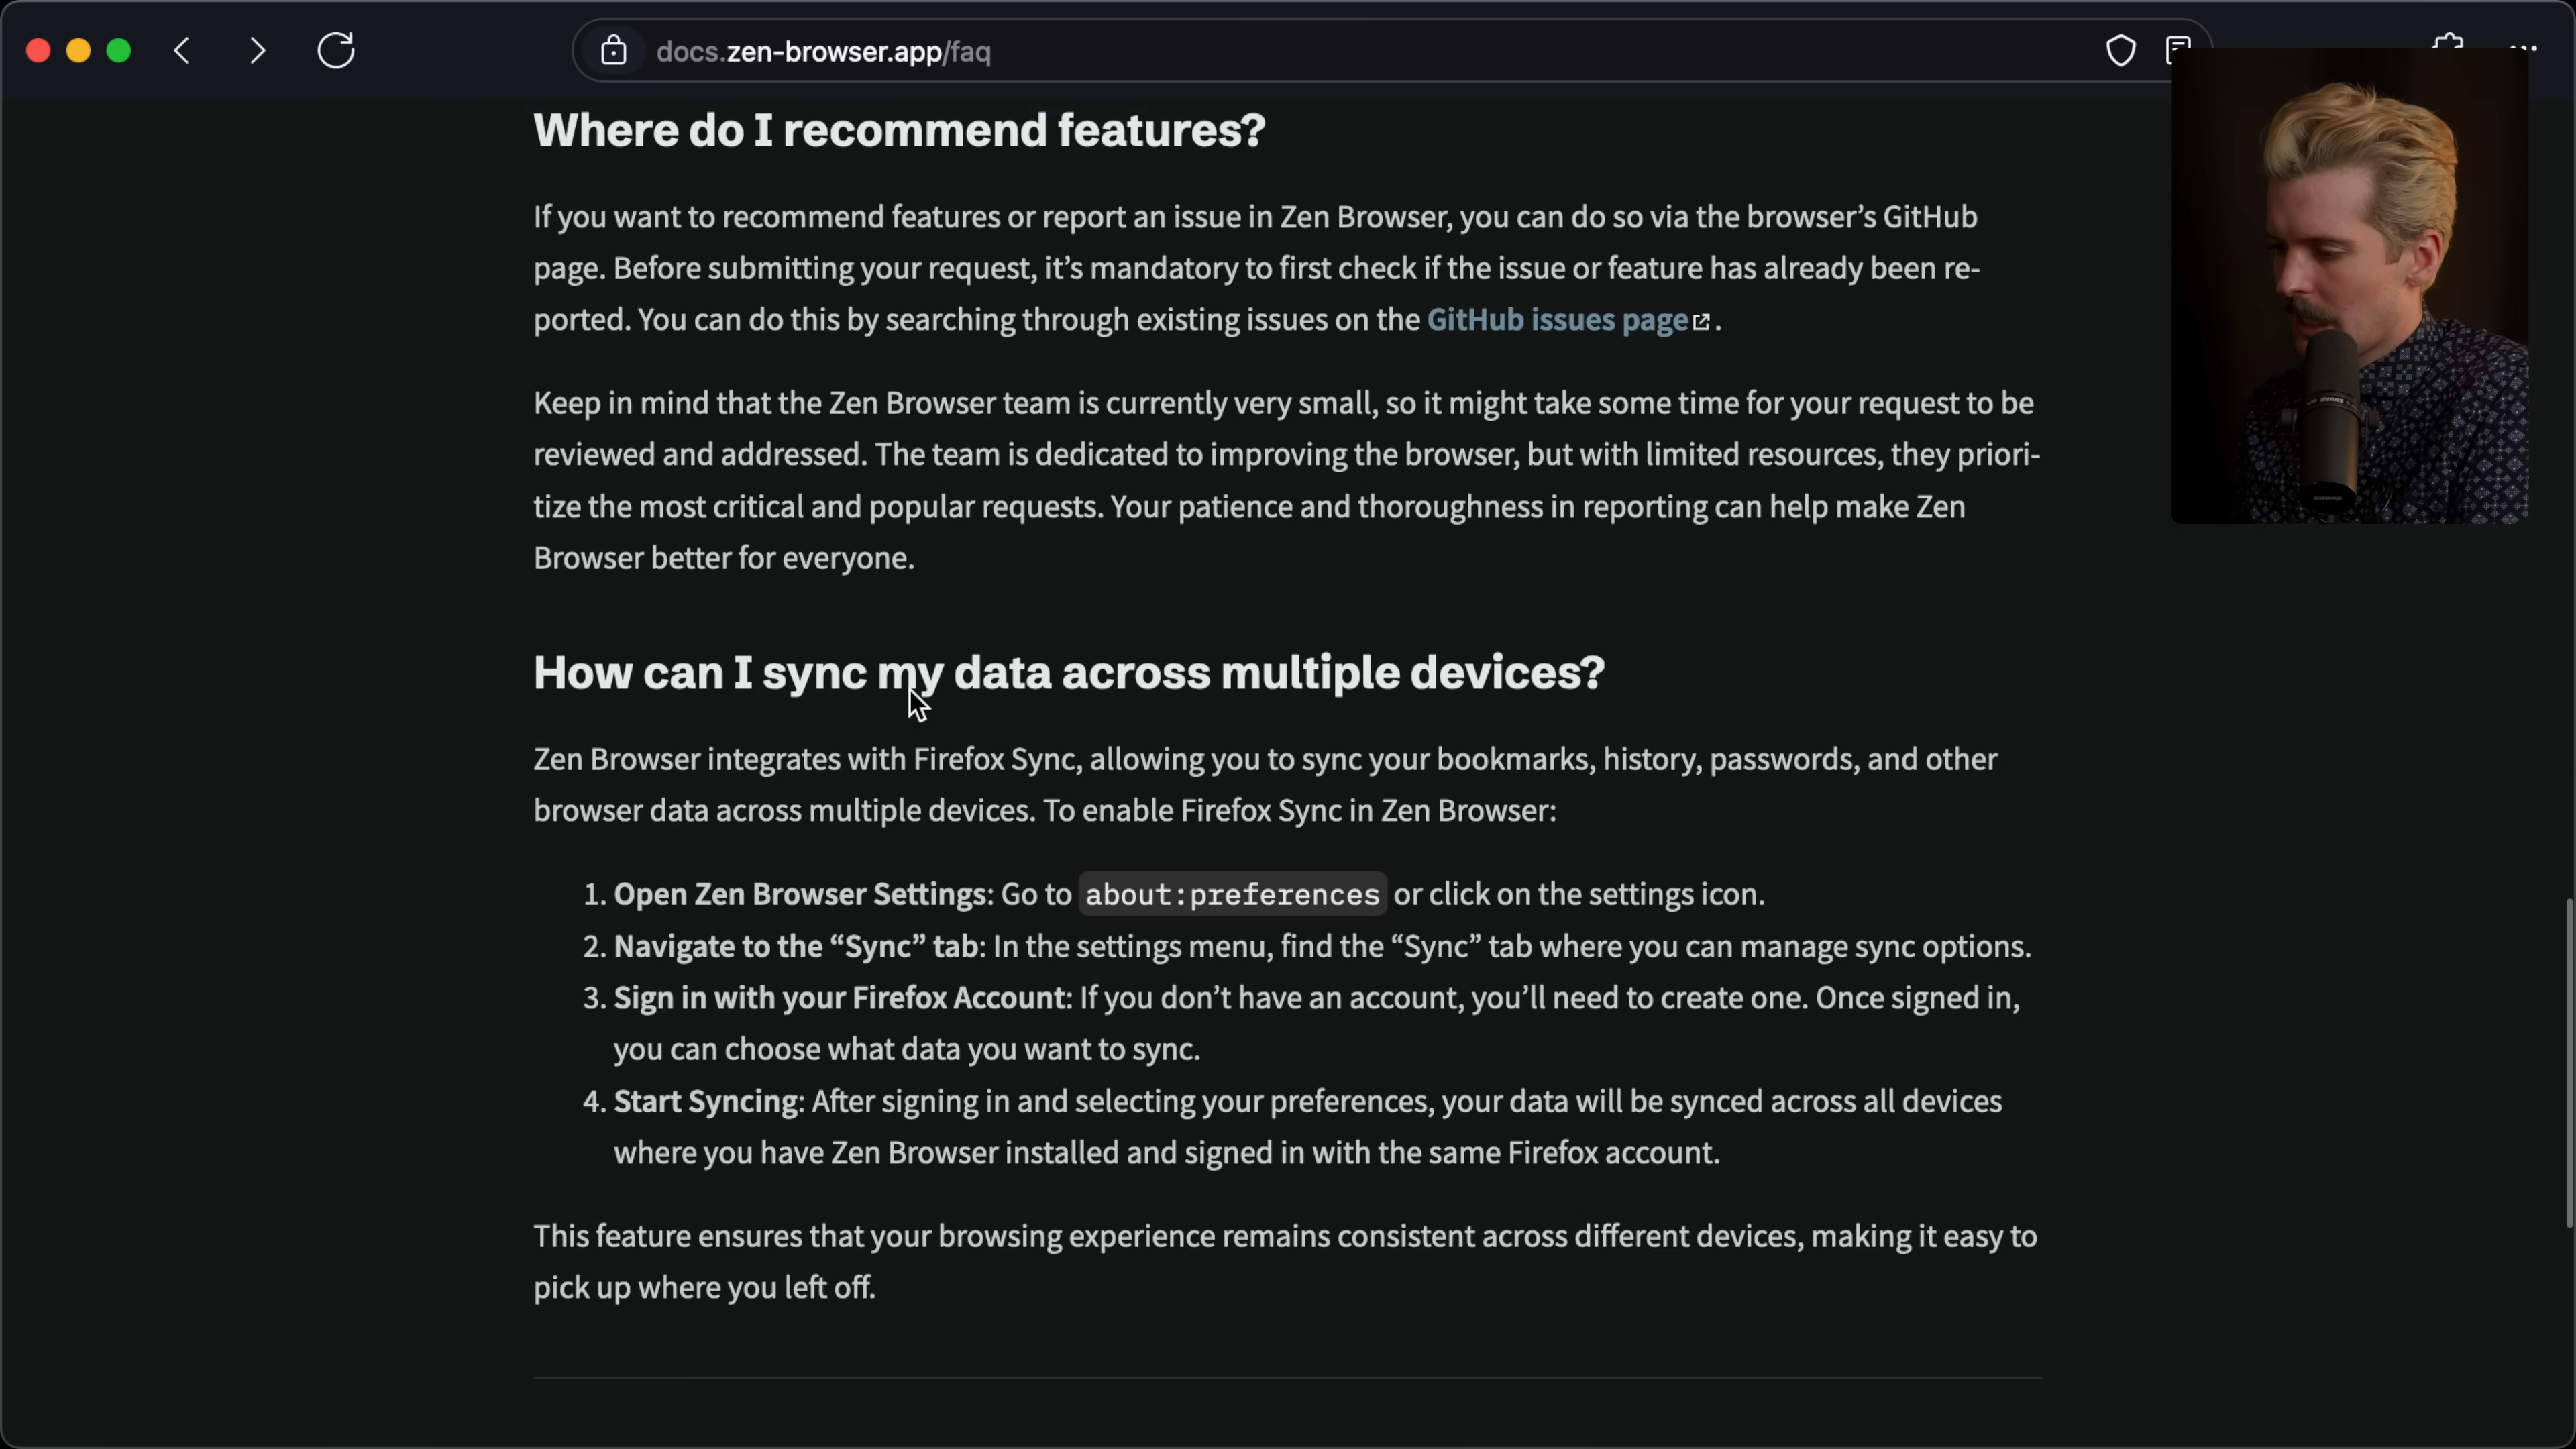 docs.zen-browser.app/faq
Where do I recommend features?
If you want to recommend features or report an issue in Zen Browser, you can do so via the browser’s GitHub
page. Before submitting your request, it’s mandatory to first check if the issue or feature has already been re-
ported. You can do this by searching through existing issues on the GitHub issues page.
Keep in mind that the Zen Browser team is currently very small, so it might take some time for your request to be
reviewed and addressed. The team is dedicated to improving the browser, but with limited resources, they priori-
tize the most critical and popular requests. Your patience and thoroughness in reporting can help make Zen
Browser better for everyone.
How can I sync my data across multiple devices?
Zen Browser integrates with Firefox Sync, allowing you to sync your bookmarks, history, passwords, and other
browser data across multiple devices. To enable Firefox Sync in Zen Browser:
1. Open Zen Browser Settings: Go to about:preferences or click on the settings icon.
2. Navigate to the “Sync” tab: In the settings menu, find the “Sync” tab where you can manage sync options.
3. Sign in with your Firefox Account: If you don’t have an account, you’ll need to create one. Once signed in,
you can choose what data you want to sync.
4. Start Syncing: After signing in and selecting your preferences, your data will be synced across all devices
where you have Zen Browser installed and signed in with the same Firefox account.
This feature ensures that your browsing experience remains consistent across different devices, making it easy to
pick up where you left off.